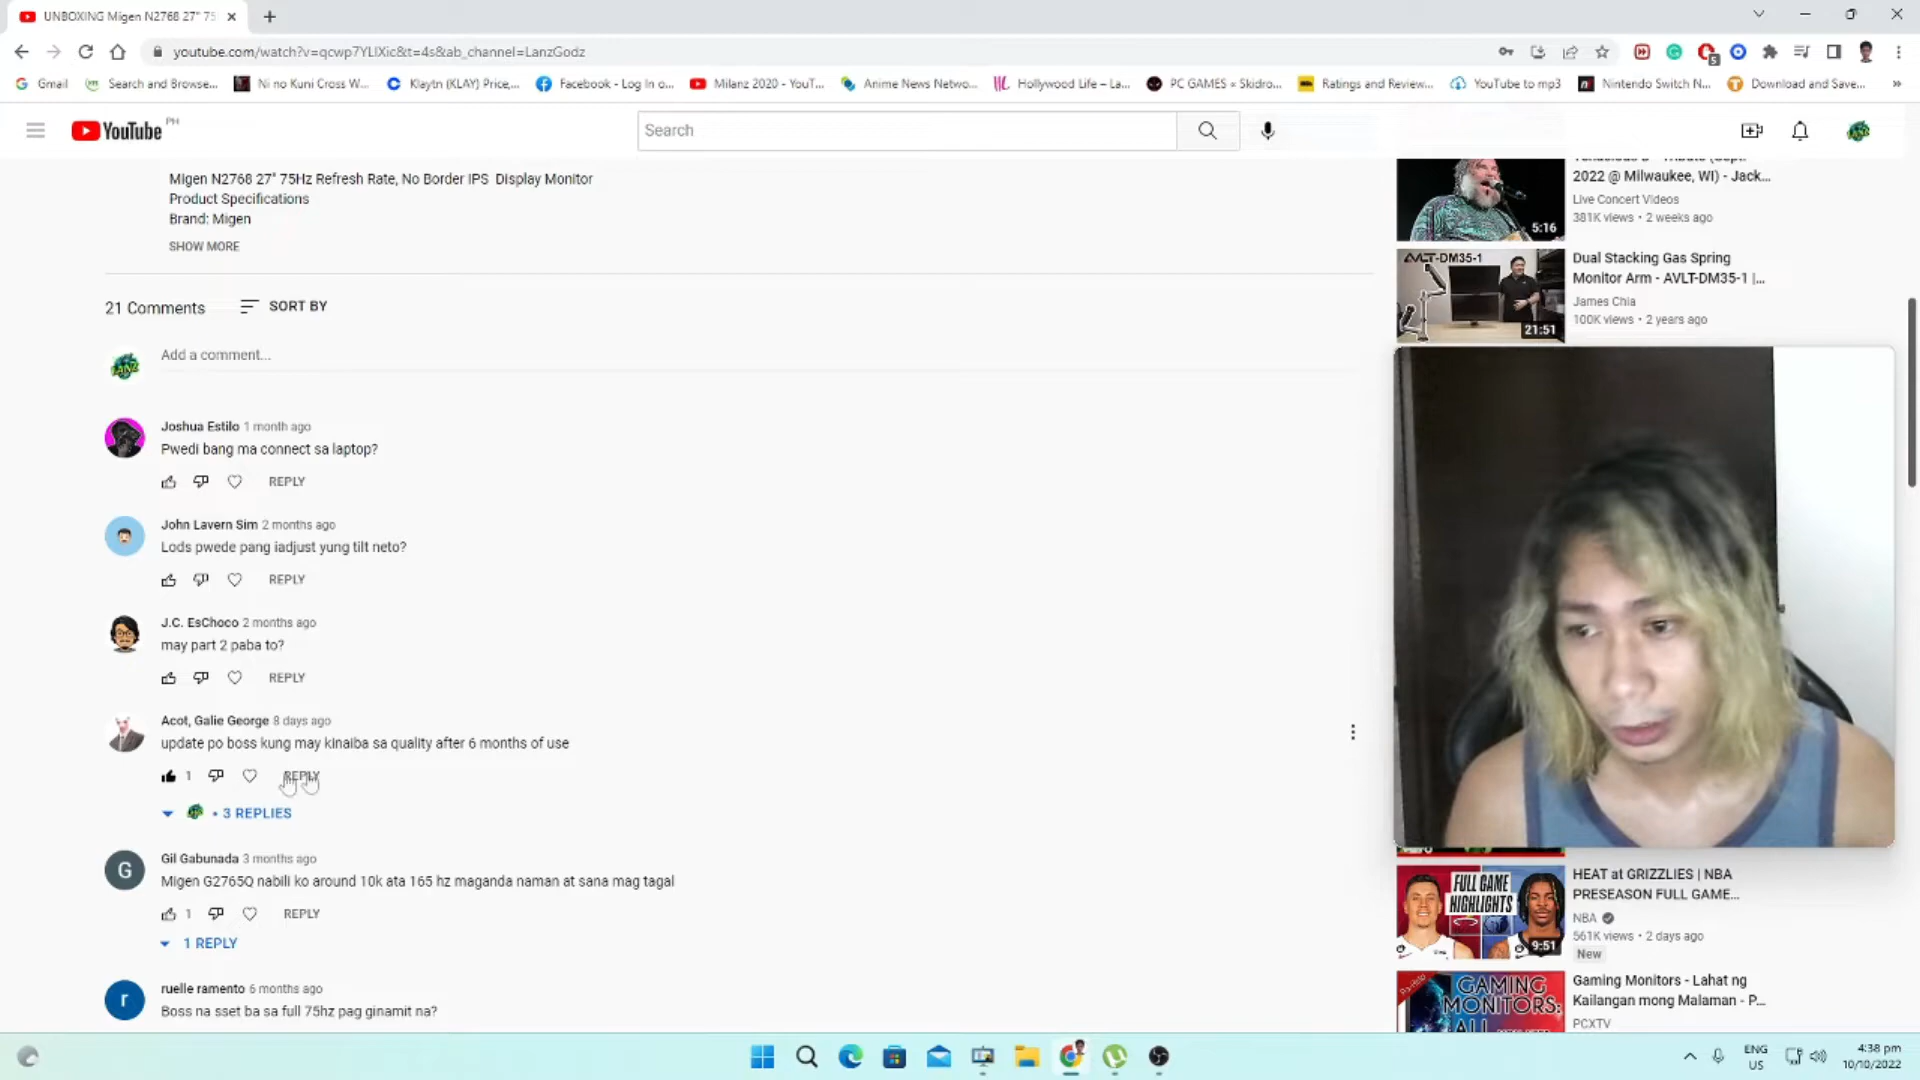 UNBOXING Migen N2768 27" 75
youtube.com/watch?v=qcwp7YLlXic&t=4s&ab_channel=LanzGodz
5
Gmail
Search and Browse...
Ni no Kuni Cross W...
Klaytn (KLAY) Price,...
Facebook - Log In o...
Milanz 2020 - YouT...
Anime News Netwo...
Hollywood Life – La...
PC GAMES « Skidro...
Ratings and Review...
YouTube to mp3
Nintendo Switch N...
Download and Save...
YouTube PH
Search
Migen N2768 27" 75Hz Refresh Rate, No Border IPS Display Monitor
Product Specifications
Brand: Migen
SHOW MORE
21 Comments
SORT BY
Add a comment...
Joshua Estilo 1 month ago
Pwedi bang ma connect sa laptop?
REPLY
John Lavern Sim 2 months ago
Lods pwede pang iadjust yung tilt neto?
REPLY
J.C. EsChoco 2 months ago
may part 2 paba to?
REPLY
Acot, Galie George 8 days ago
update po boss kung may kinaiba sa quality after 6 months of use
1 REPLY
• 3 REPLIES
G
Gil Gabunada 3 months ago
Migen G2765Q nabili ko around 10k ata 165 hz maganda naman at sana mag tagal
1 REPLY
1 REPLY
r
ruelle ramento 6 months ago
Boss na sset ba sa full 75hz pag ginamit na?
2022 @ Milwaukee, WI) - Jack...
Live Concert Videos
381K views • 2 weeks ago
5:16
AVLT-DM35-1
Dual Stacking Gas Spring
Monitor Arm - AVLT-DM35-1 |...
James Chia
100K views • 2 years ago
21:51
FULL GAME
HIGHLIGHTS
9:51
HEAT at GRIZZLIES | NBA
PRESEASON FULL GAME...
NBA
561K views • 2 days ago
New
GAMING
MONITORS:
ALL
Gaming Monitors - Lahat ng
Kailangan mong Malaman - P...
PCXTV
ENG
US
4:38 pm
10/10/2022